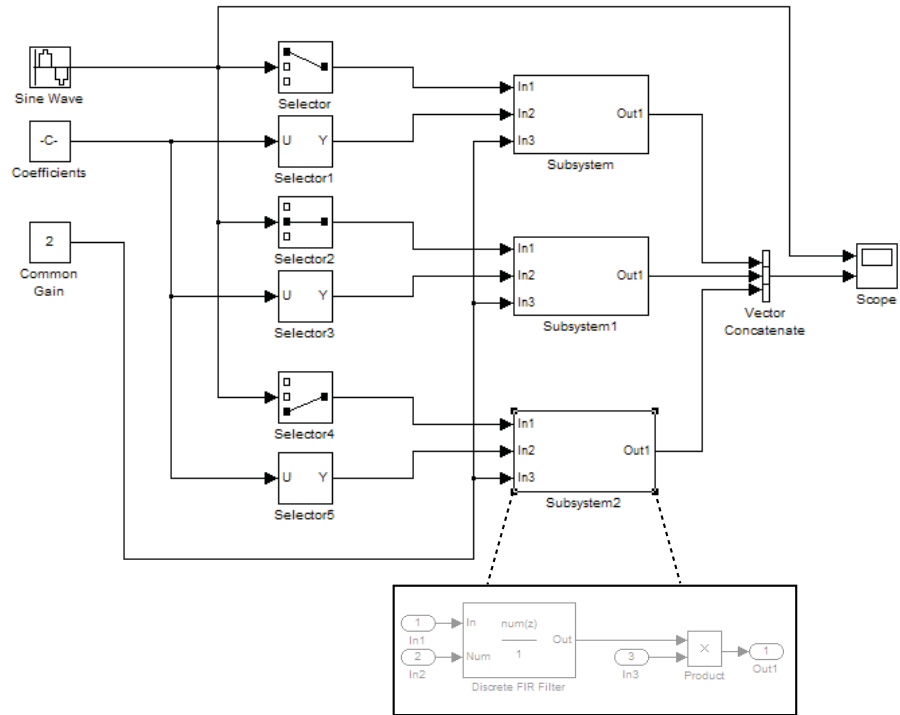 Sine Wave
-C-
Coefficients
2
Common
Gain
Selector
U Y
Selector1
Selector2
U Y
Selector3
Selector4
U Y
Selector5
In1
In2
In3
Out1
Subsystem
In1
In2
In3
Out1
Subsystem1
In1
In2
In3
Out1
Subsystem2
Vector
Concatenate
Scope
1
In1
2
In2
In
Num
num(z)
1
Out
Discrete FIR Filter
3
In3
×
Product
1
Out1